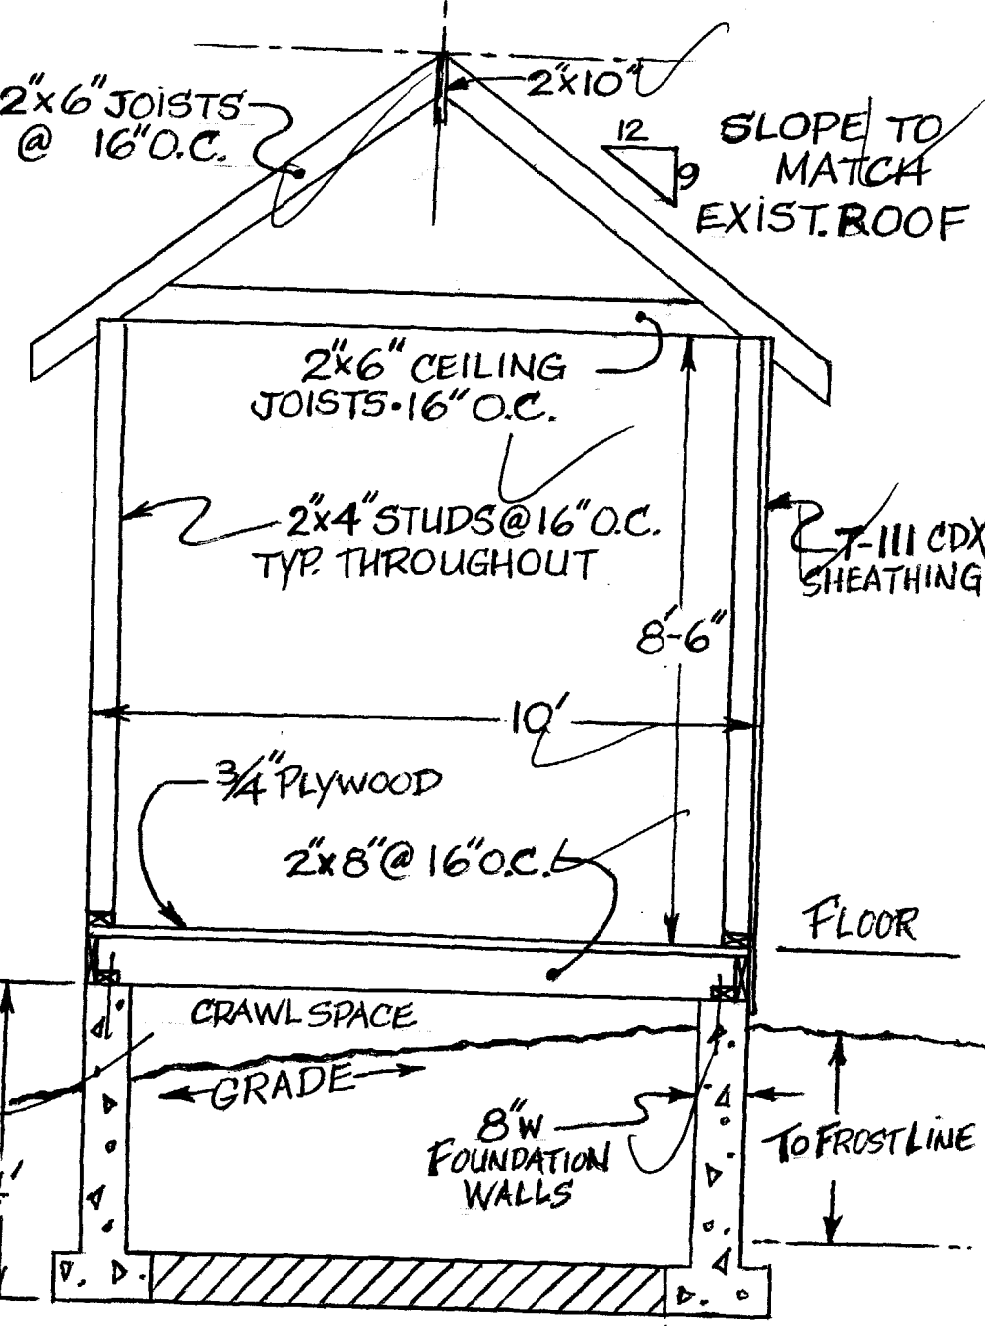 2"x10"
2"x6" JOISTS
@ 16" O.C.
12
9
SLOPE TO
MATCH
EXIST. ROOF
2"x6" CEILING
JOISTS • 16" O.C.
2"x4" STUDS @ 16" O.C.
TYP. THROUGHOUT
T-111 CDX
SHEATHING
8'-6"
10'
3/4" PLYWOOD
2"x8" @ 16" O.C.
FLOOR
CRAWL SPACE
GRADE
8" W
FOUNDATION
WALLS
TO FROST LINE